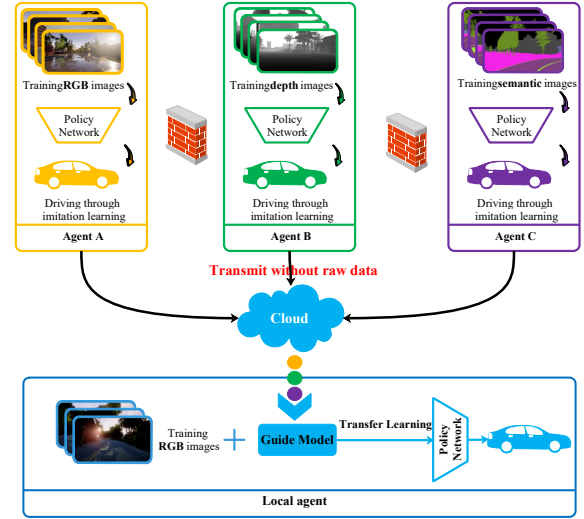 Training RGB images
Policy
Network
Driving through
imitation learning
Agent A
Training depth images
Policy
Network
Driving through
imitation learning
Agent B
Training semantic images
Policy
Network
Driving through
imitation learning
Agent C
Transmit without raw data
Cloud
Training
RGB images
Guide Model
Transfer Learning
Policy
Network
Local agent